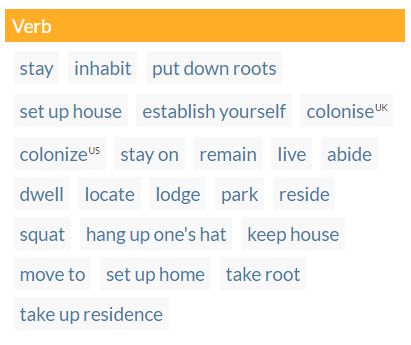 Verb
stay inhabit put down roots
set up house establish yourself colonise UK
colonize US stay on remain live abide
dwell locate lodge park reside
squat hang up one's hat keep house
move to set up home take root
take up residence